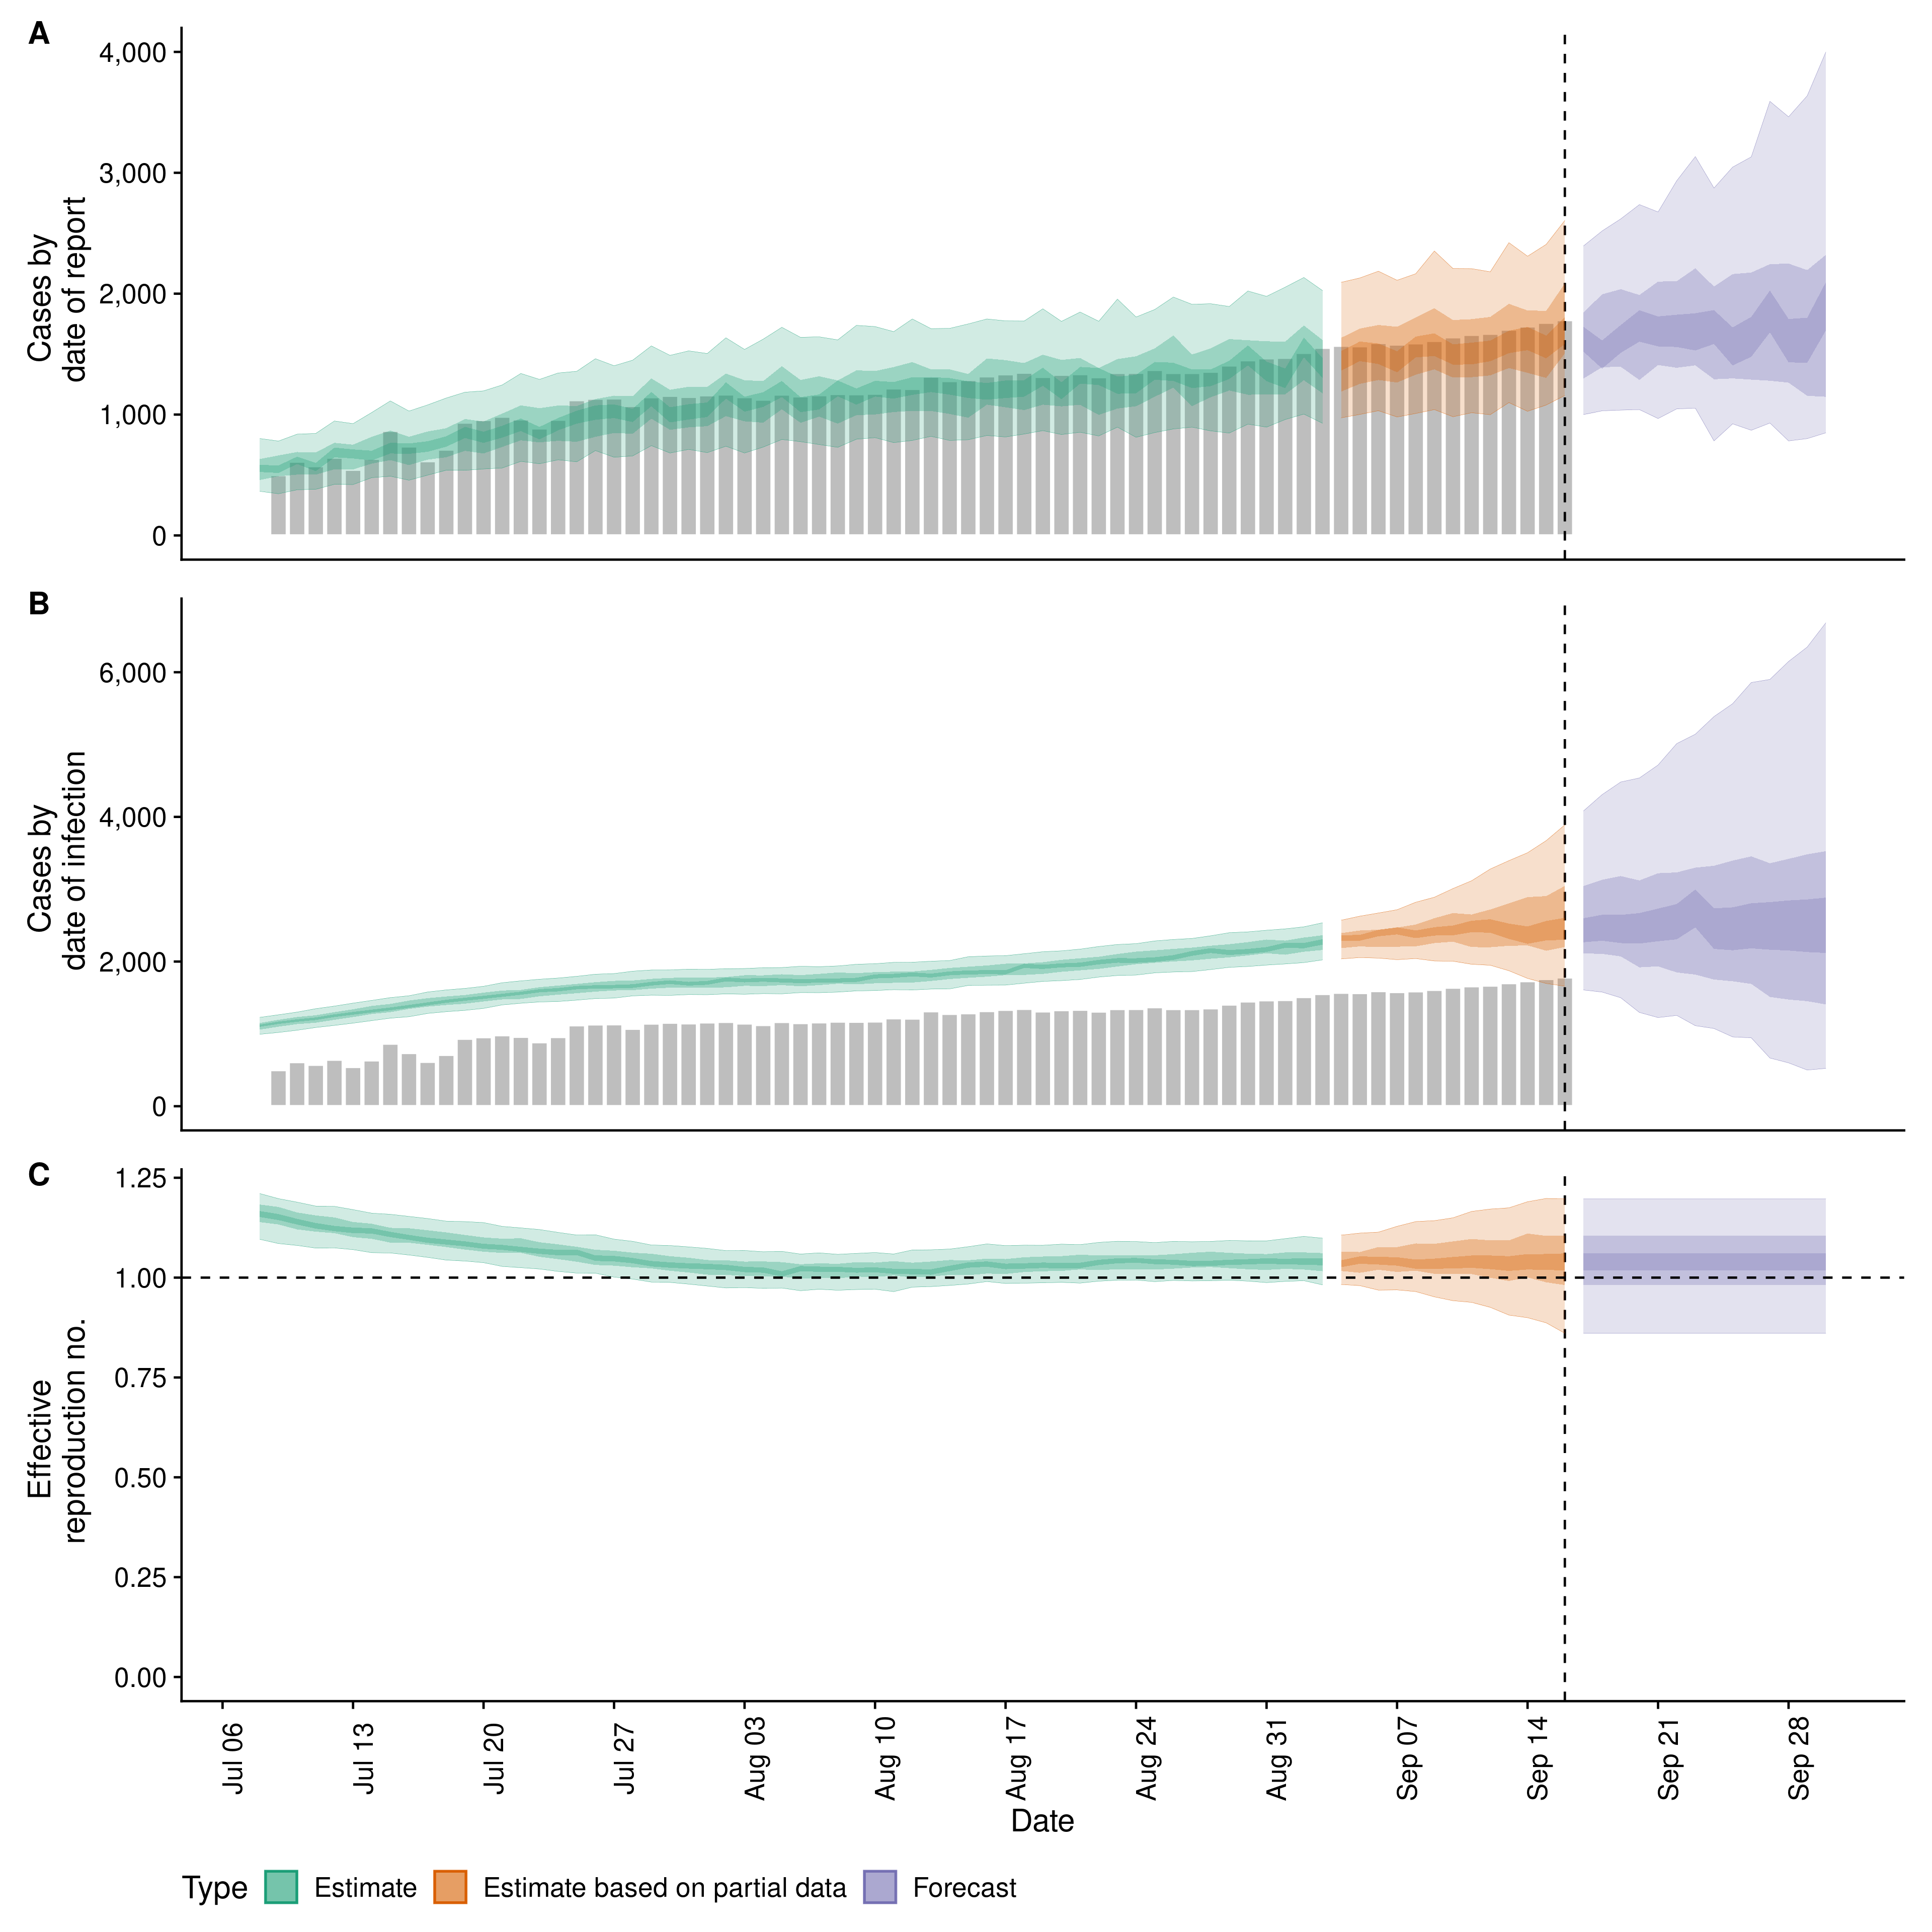 A
4,000
3,000
2,000
1,000
0
Cases by
date of report
B
6,000
4,000
2,000
0
Cases by
date of infection
C
1.25
1.00
0.75
0.50
0.25
0.00
Effective
reproduction no.
Jul 06
Jul 13
Jul 20
Jul 27
Aug 03
Aug 10
Aug 17
Aug 24
Aug 31
Sep 07
Sep 14
Sep 21
Sep 28
Date
Type Estimate Estimate based on partial data Forecast